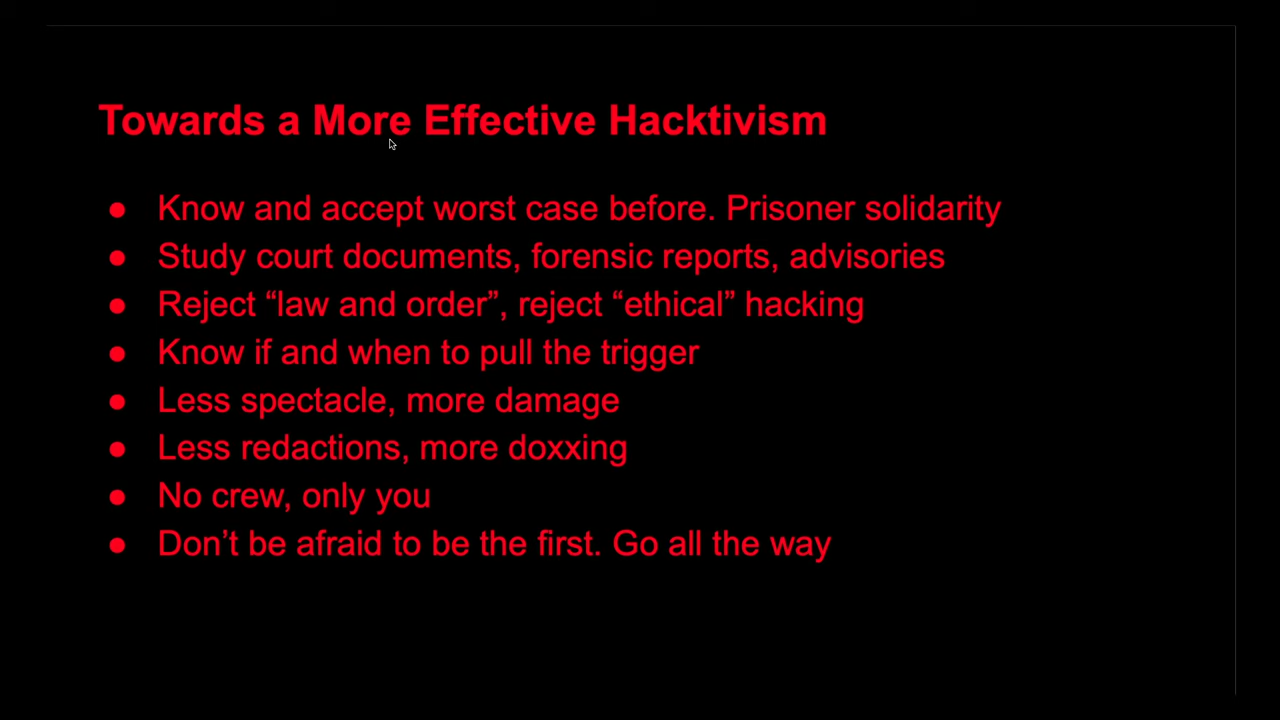 Towards a More Effective Hacktivism
● Know and accept worst case before. Prisoner solidarity
● Study court documents, forensic reports, advisories
● Reject “law and order”, reject “ethical” hacking
● Know if and when to pull the trigger
● Less spectacle, more damage
● Less redactions, more doxxing
● No crew, only you
● Don’t be afraid to be the first. Go all the way